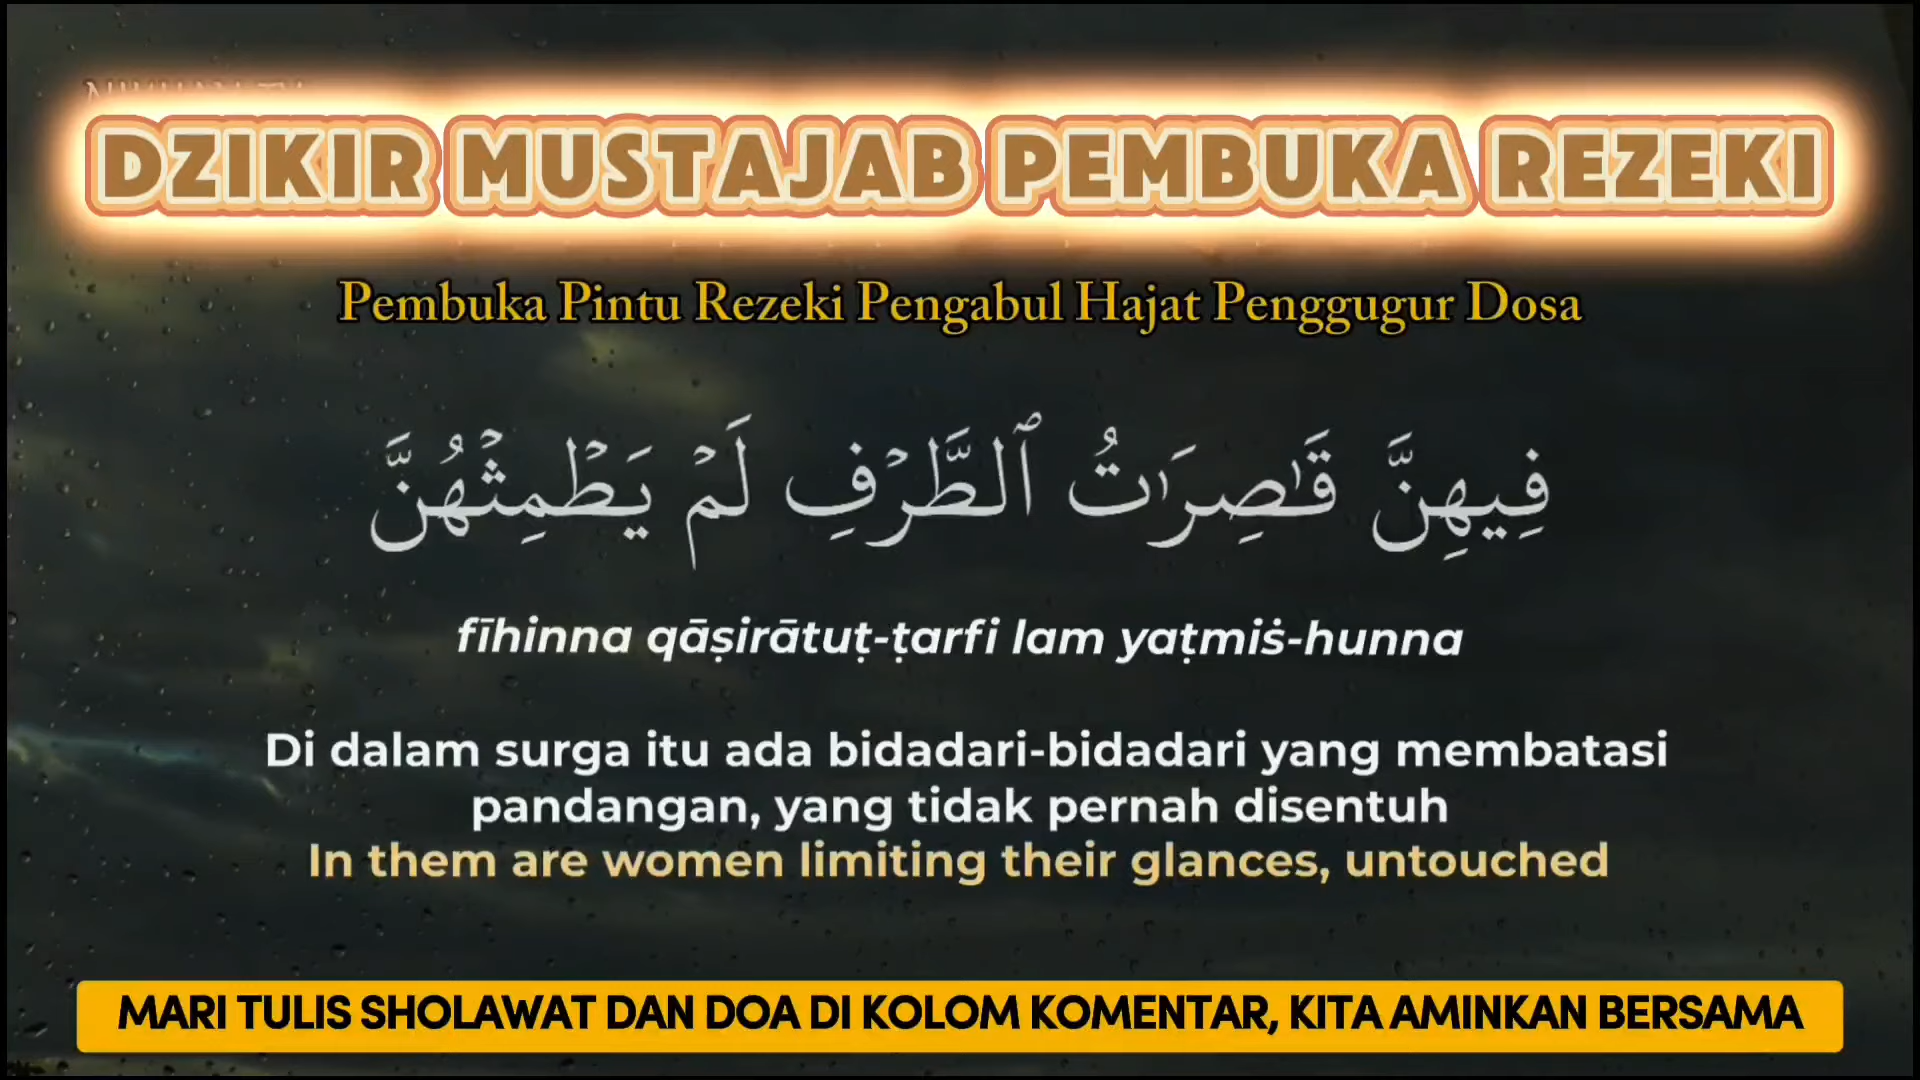 DZIKIR MUSTAJAB PEMBUKA REZEKI
Pembuka Pintu Rezeki Pengabul Hajat Penggugur Dosa
فِيهِنَّ قَـٰصِرَٰتُ ٱلطَّرْفِ لَمْ يَطْمِثْهُنَّ
fīhinna qāṣirātuṭ-ṭarfi lam yaṭmiṡ-hunna
Di dalam surga itu ada bidadari-bidadari yang membatasi
pandangan, yang tidak pernah disentuh
In them are women limiting their glances, untouched
MARI TULIS SHOLAWAT DAN DOA DI KOLOM KOMENTAR, KITA AMINKAN BERSAMA